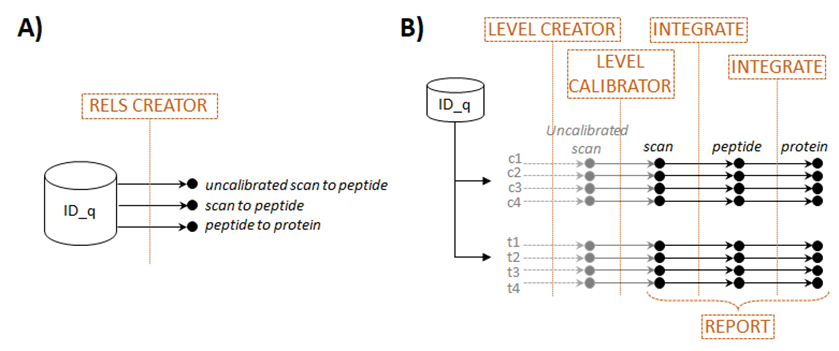 A)
RELS CREATOR
ID_q
uncalibrated scan to peptide
scan to peptide
peptide to protein
B)
LEVEL CREATOR
INTEGRATE
LEVEL
CALIBRATOR
INTEGRATE
ID_q
Uncalibrated
scan
scan
peptide
protein
c1
c2
c3
c4
t1
t2
t3
t4
REPORT